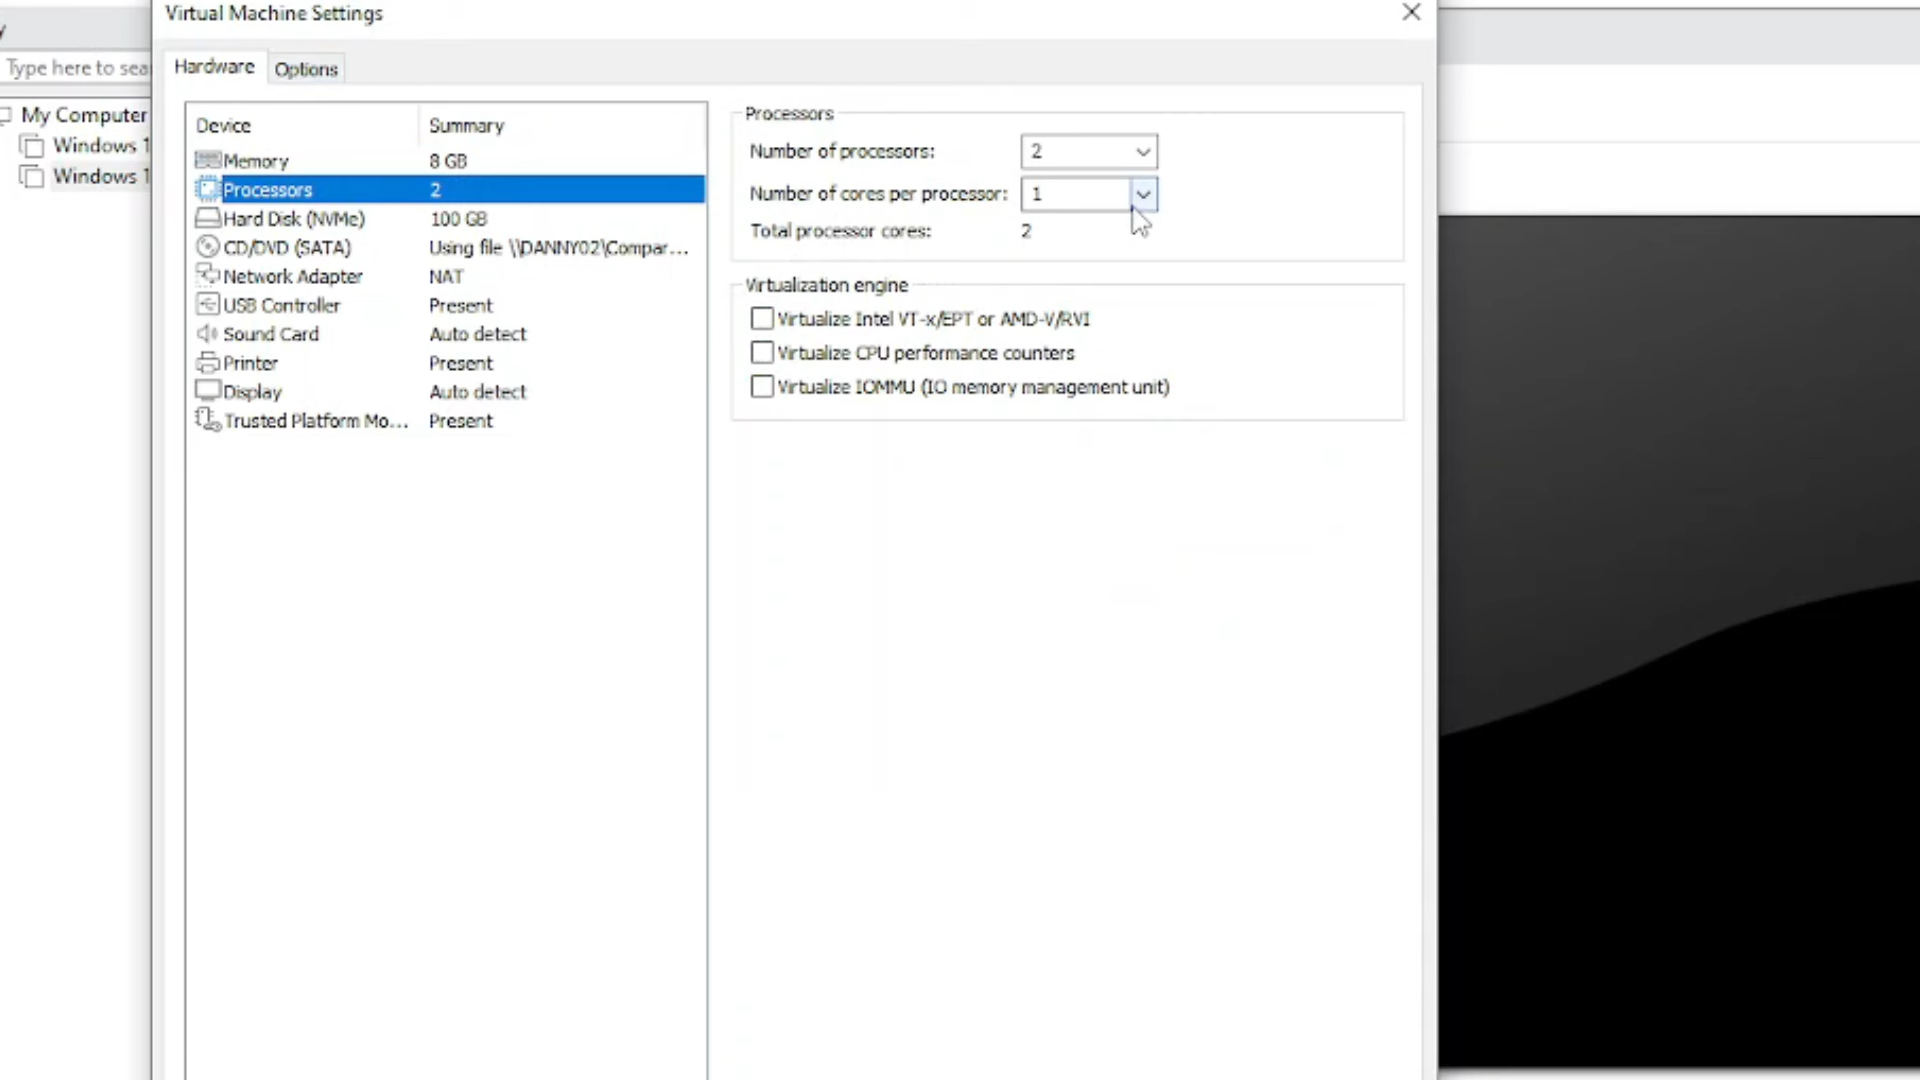 Virtual Machine Settings
Hardware
Options
Type here to sea
My Computer
Windows 1
Windows 1
Device Summary
Memory 8 GB
Processors 2
Hard Disk (NVMe) 100 GB
CD/DVD (SATA) Using file \\DANNY02\Compar...
Network Adapter NAT
USB Controller Present
Sound Card Auto detect
Printer Present
Display Auto detect
Trusted Platform Mo... Present
Processors
Number of processors: 2
Number of cores per processor: 1
Total processor cores: 2
Virtualization engine
Virtualize Intel VT-x/EPT or AMD-V/RVI
Virtualize CPU performance counters
Virtualize IOMMU (IO memory management unit)